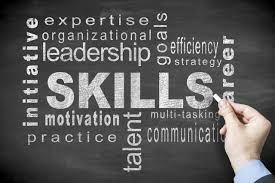 expertise
organizational
leadership
goals
efficiency
strategy
initiative
SKILLS
career
motivation
multi-tasking
practice
talent
communication